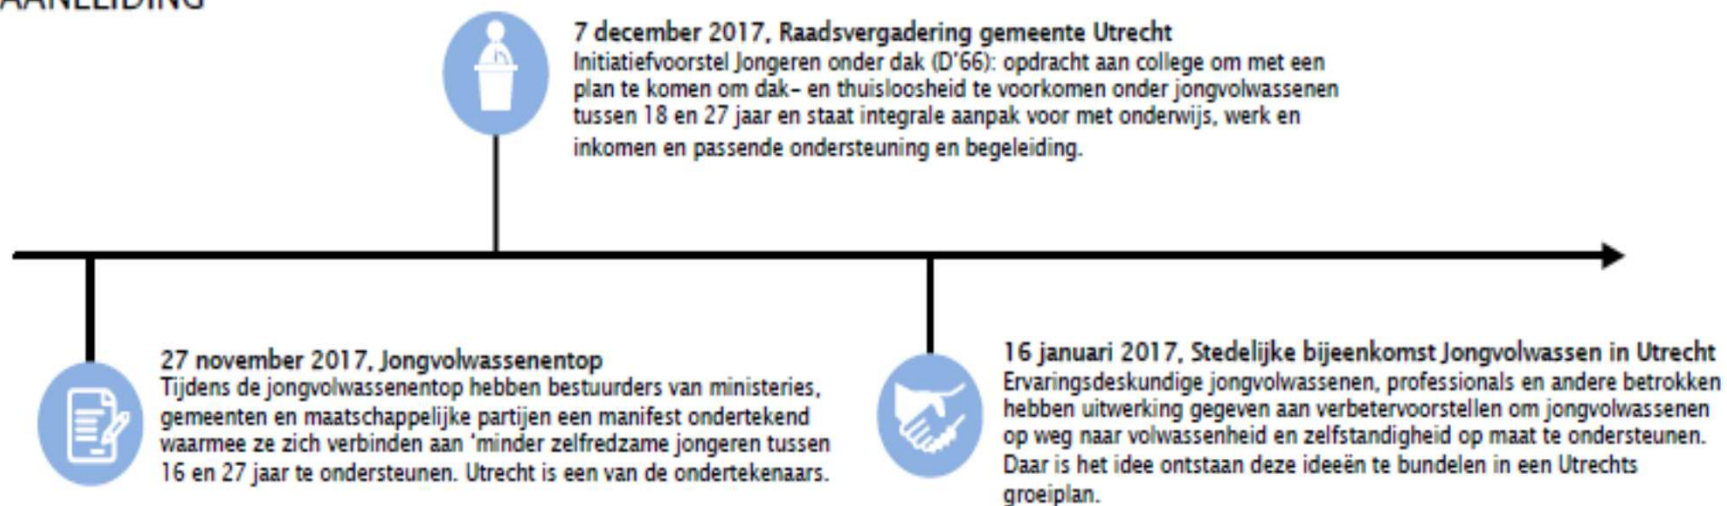 AANLEIDING
7 december 2017, Raadsvergadering gemeente Utrecht
Initiatiefvoorstel Jongeren onder dak (D'66): opdracht aan college om met een
plan te komen om dak- en thuisloosheid te voorkomen onder jongvolwassenen
tussen 18 en 27 jaar en staat integrale aanpak voor met onderwijs, werk en
inkomen en passende ondersteuning en begeleiding.
27 november 2017, Jongvolwassenentop
Tijdens de jongvolwassenentop hebben bestuurders van ministeries,
gemeenten en maatschappelijke partijen een manifest ondertekend
waarmee ze zich verbinden aan ‘minder zelfredzame jongeren tussen
16 en 27 jaar te ondersteunen. Utrecht is een van de ondertekenaars.
16 januari 2017, Stedelijke bijeenkomst Jongvolwassen in Utrecht
Ervaringsdeskundige jongvolwassenen, professionals en andere betrokken
hebben uitwerking gegeven aan verbetervoorstellen om jongvolwassenen
op weg naar volwassenheid en zelfstandigheid op maat te ondersteunen.
Daar is het idee ontstaan deze ideeën te bundelen in een Utrechts
groeiplan.